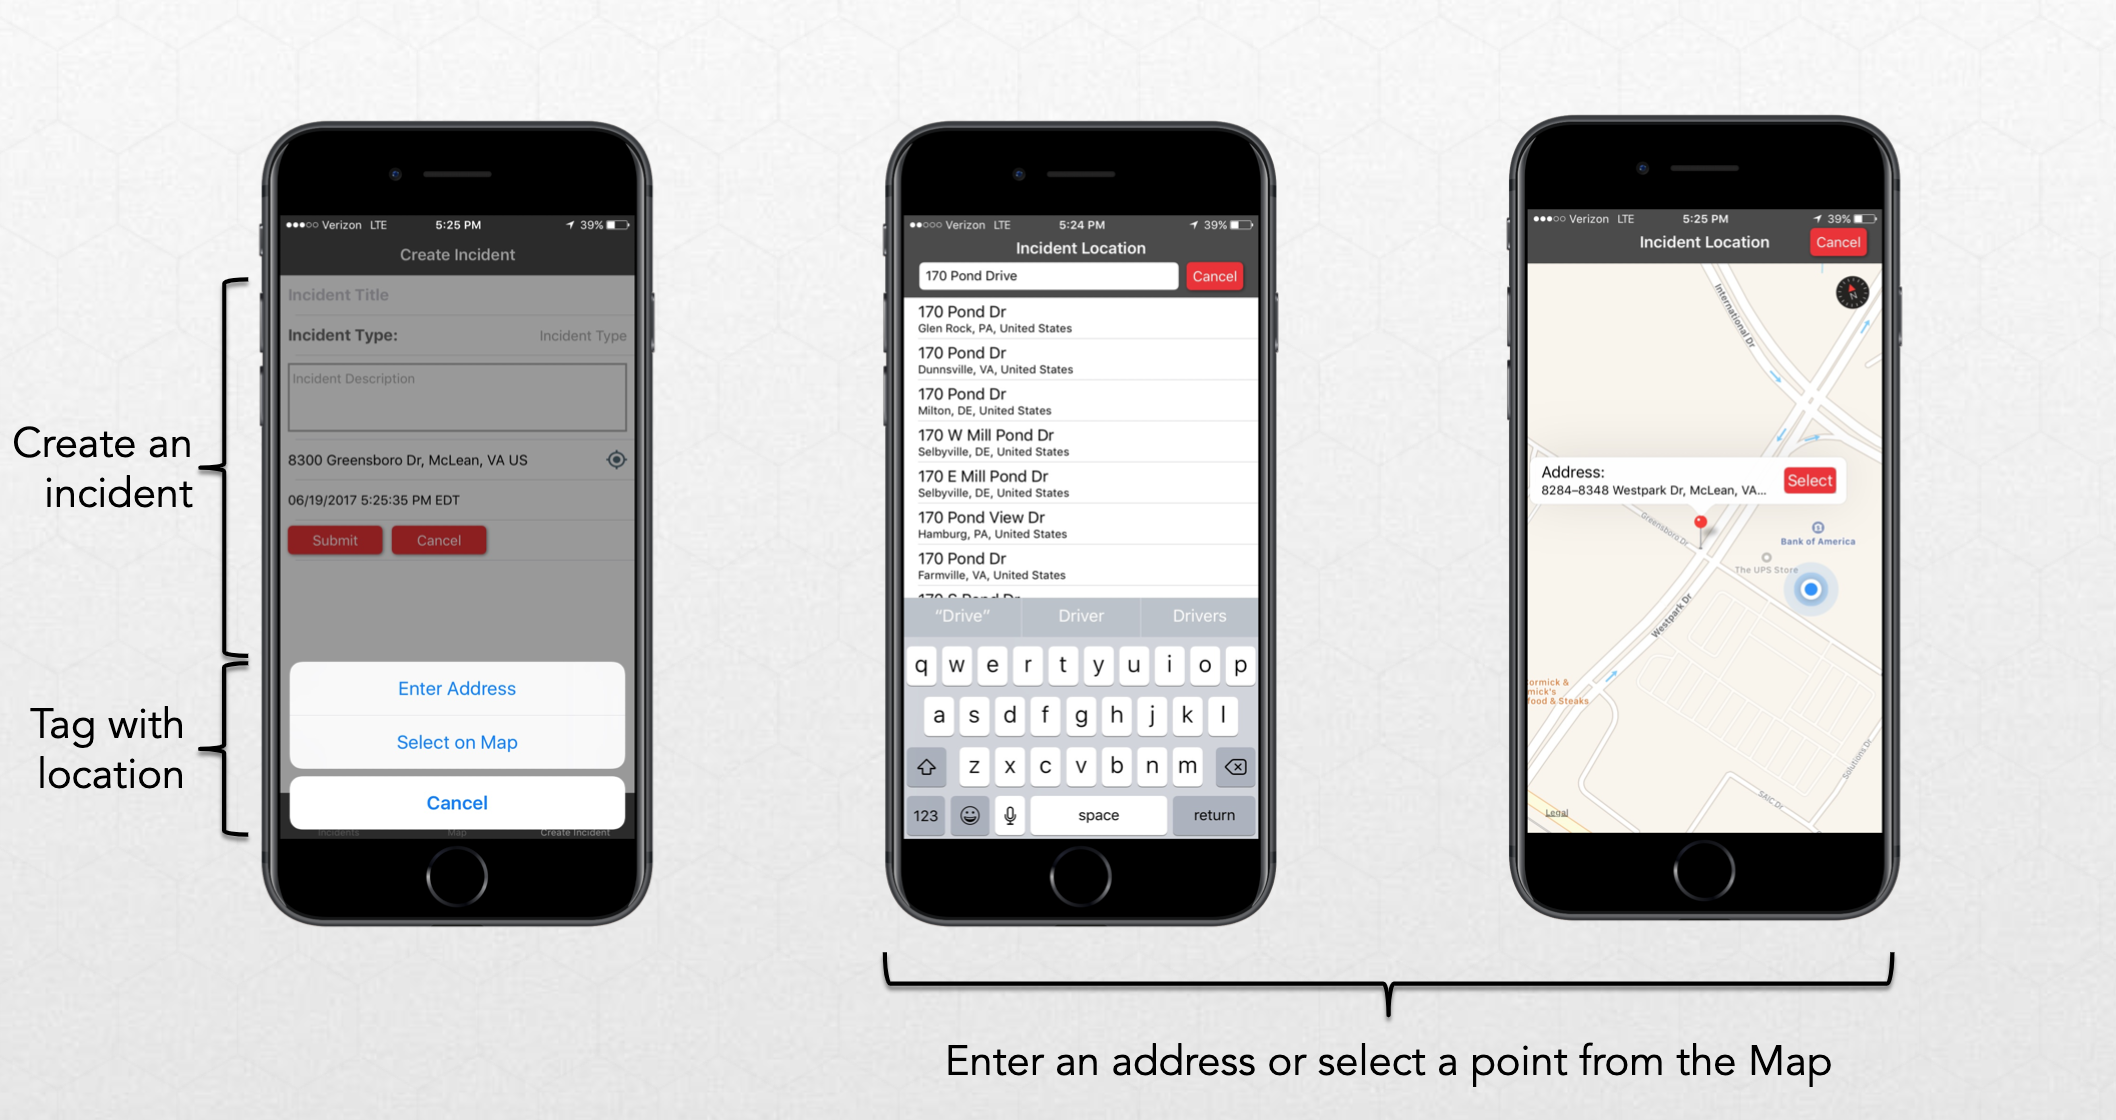 Create an
incident
Tag with
location
Verizon LTE 5:25 PM 39%
Create Incident
Incident Title
Incident Type: Incident Type
Incident Description
8300 Greensboro Dr, McLean, VA US
06/19/2017 5:25:35 PM EDT
Submit Cancel
Enter Address
Select on Map
Cancel
Incidents Map Create Incident
Verizon LTE 5:24 PM 39%
Incident Location
170 Pond Drive Cancel
170 Pond Dr
Glen Rock, PA, United States
170 Pond Dr
Dunnsville, VA, United States
170 Pond Dr
Milton, DE, United States
170 W Mill Pond Dr
Selbyville, DE, United States
170 E Mill Pond Dr
Selbyville, DE, United States
170 Pond View Dr
Hamburg, PA, United States
170 Pond Dr
Farmville, VA, United States
170 S Pond Dr
“Drive” Driver Drivers
q w e r t y u i o p
a s d f g h j k l
z x c v b n m
123 space return
Verizon LTE 5:25 PM 39%
Incident Location Cancel
International Dr
Address:
8284–8348 Westpark Dr, McLean, VA...
Select
Greensboro Dr
Bank of America
The UPS Store
Westpark Dr
ormick &
mick's
food & Steaks
Solutions Dr
SAIC Dr
Legal
Enter an address or select a point from the Map